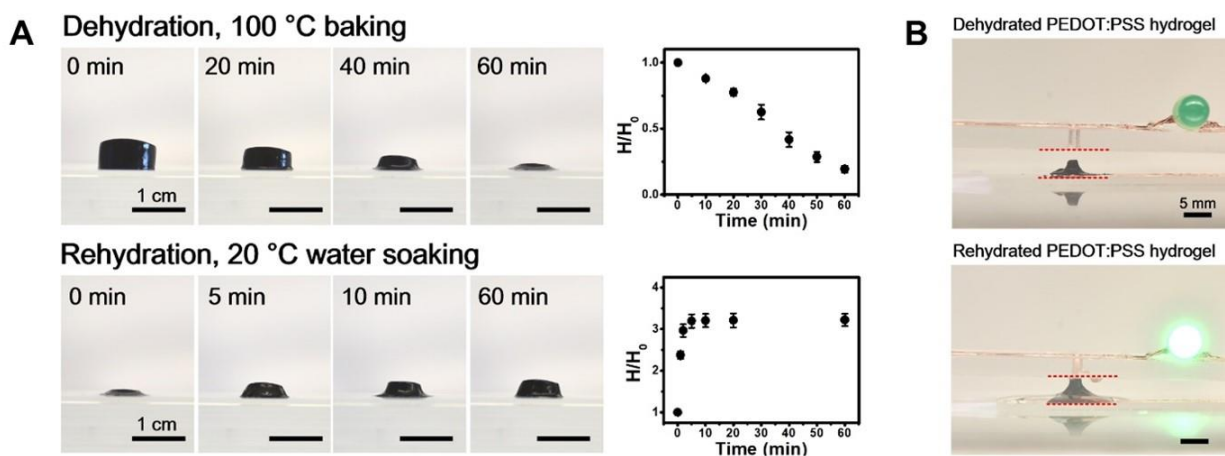 A
Dehydration, 100 °C baking
0 min
20 min
40 min
60 min
1 cm
1.0
0.5
0.0
H/H₀
0 10 20 30 40 50 60
Time (min)
Rehydration, 20 °C water soaking
0 min
5 min
10 min
60 min
1 cm
4
3
2
1
H/H₀
0 10 20 30 40 50 60
Time (min)
B
Dehydrated PEDOT:PSS hydrogel
5 mm
Rehydrated PEDOT:PSS hydrogel